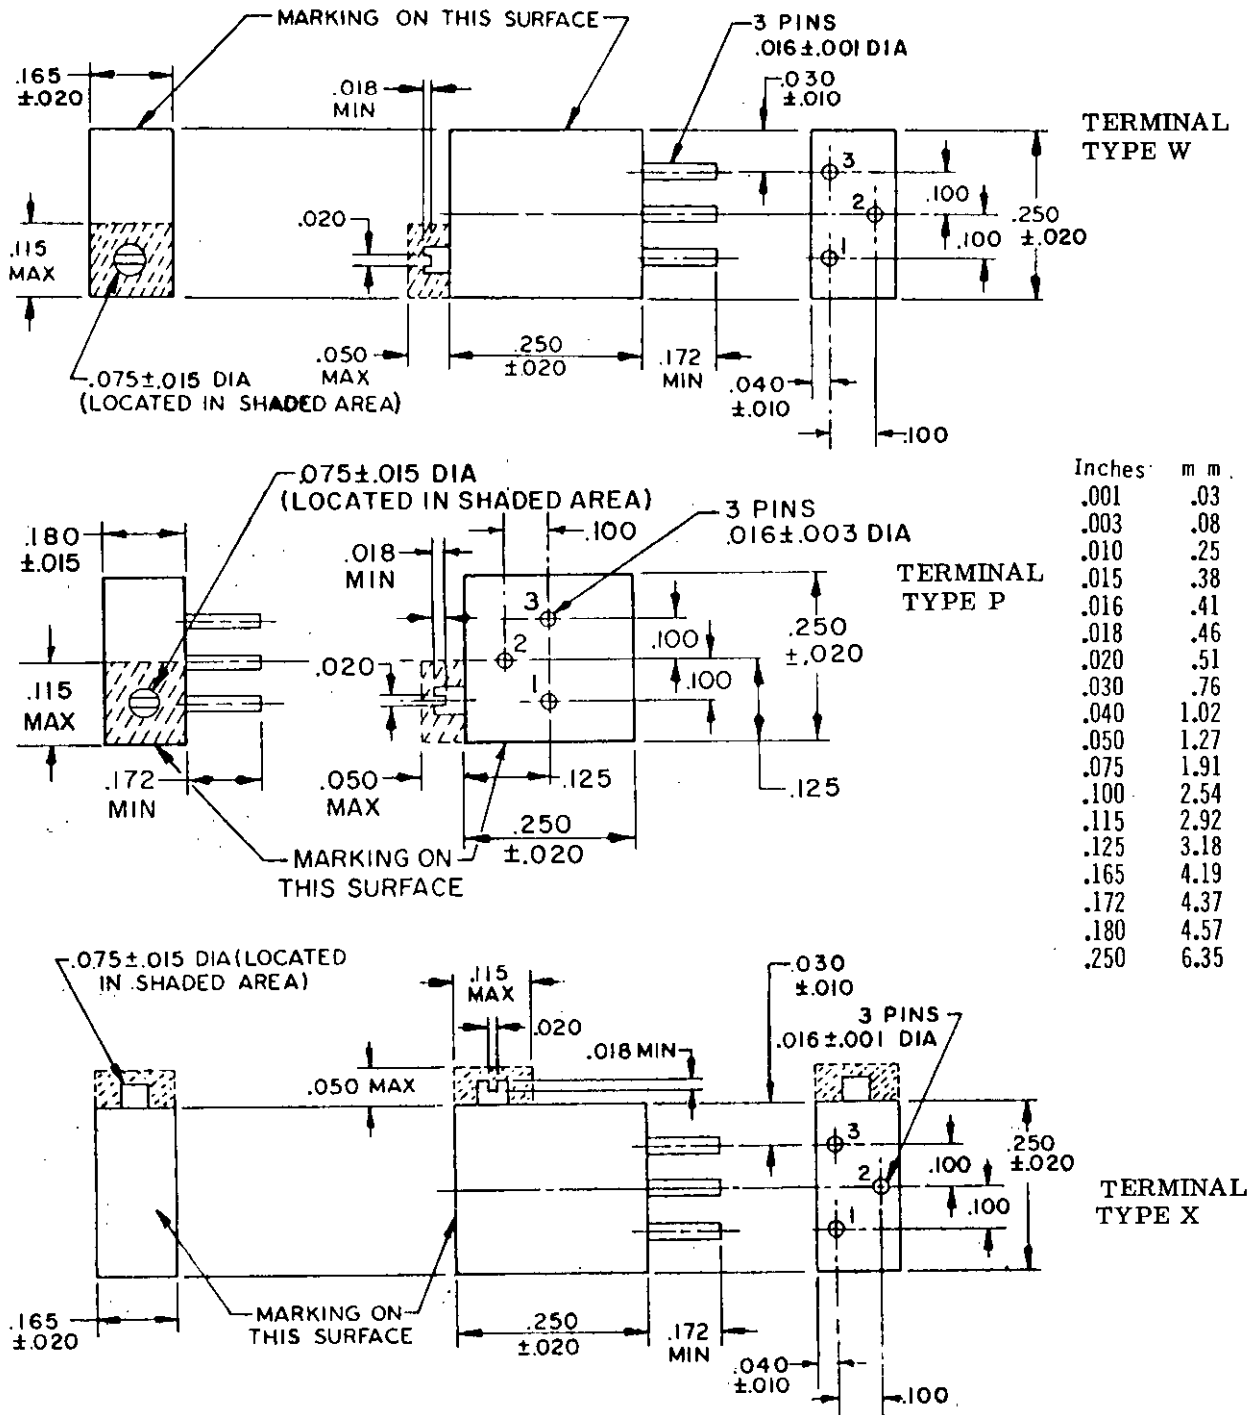 MARKING ON THIS SURFACE
3 PINS
.016±.001 DIA
.165
±.020
.018
MIN
.030
±.010
TERMINAL
TYPE W
3
.100
2
.020
.250
±.020
.115
MAX
1
.100
.050
MAX
.250
±.020
.172
MIN
.040
±.010
.075±.015 DIA
(LOCATED IN SHADED AREA)
.100
.075±.015 DIA
(LOCATED IN SHADED AREA)
3 PINS
.016±.003 DIA
.100
.180
±.015
.018
MIN
TERMINAL
TYPE P
3
.100
.250
±.020
2
.020
.100
1
.115
MAX
.172
MIN
.050
MAX
.125
.125
.250
±.020
MARKING ON
THIS SURFACE
Inches m m
.001 .03
.003 .08
.010 .25
.015 .38
.016 .41
.018 .46
.020 .51
.030 .76
.040 1.02
.050 1.27
.075 1.91
.100 2.54
.115 2.92
.125 3.18
.165 4.19
.172 4.37
.180 4.57
.250 6.35
.075±.015 DIA (LOCATED
IN SHADED AREA)
.115
MAX
.030
±.010
.020
3 PINS
.016±.001 DIA
.018 MIN
.050 MAX
3
.100
.250
±.020
2
.100
1
TERMINAL
TYPE X
.165
±.020
MARKING ON
THIS SURFACE
.250
±.020
.172
MIN
.040
±.010
.100